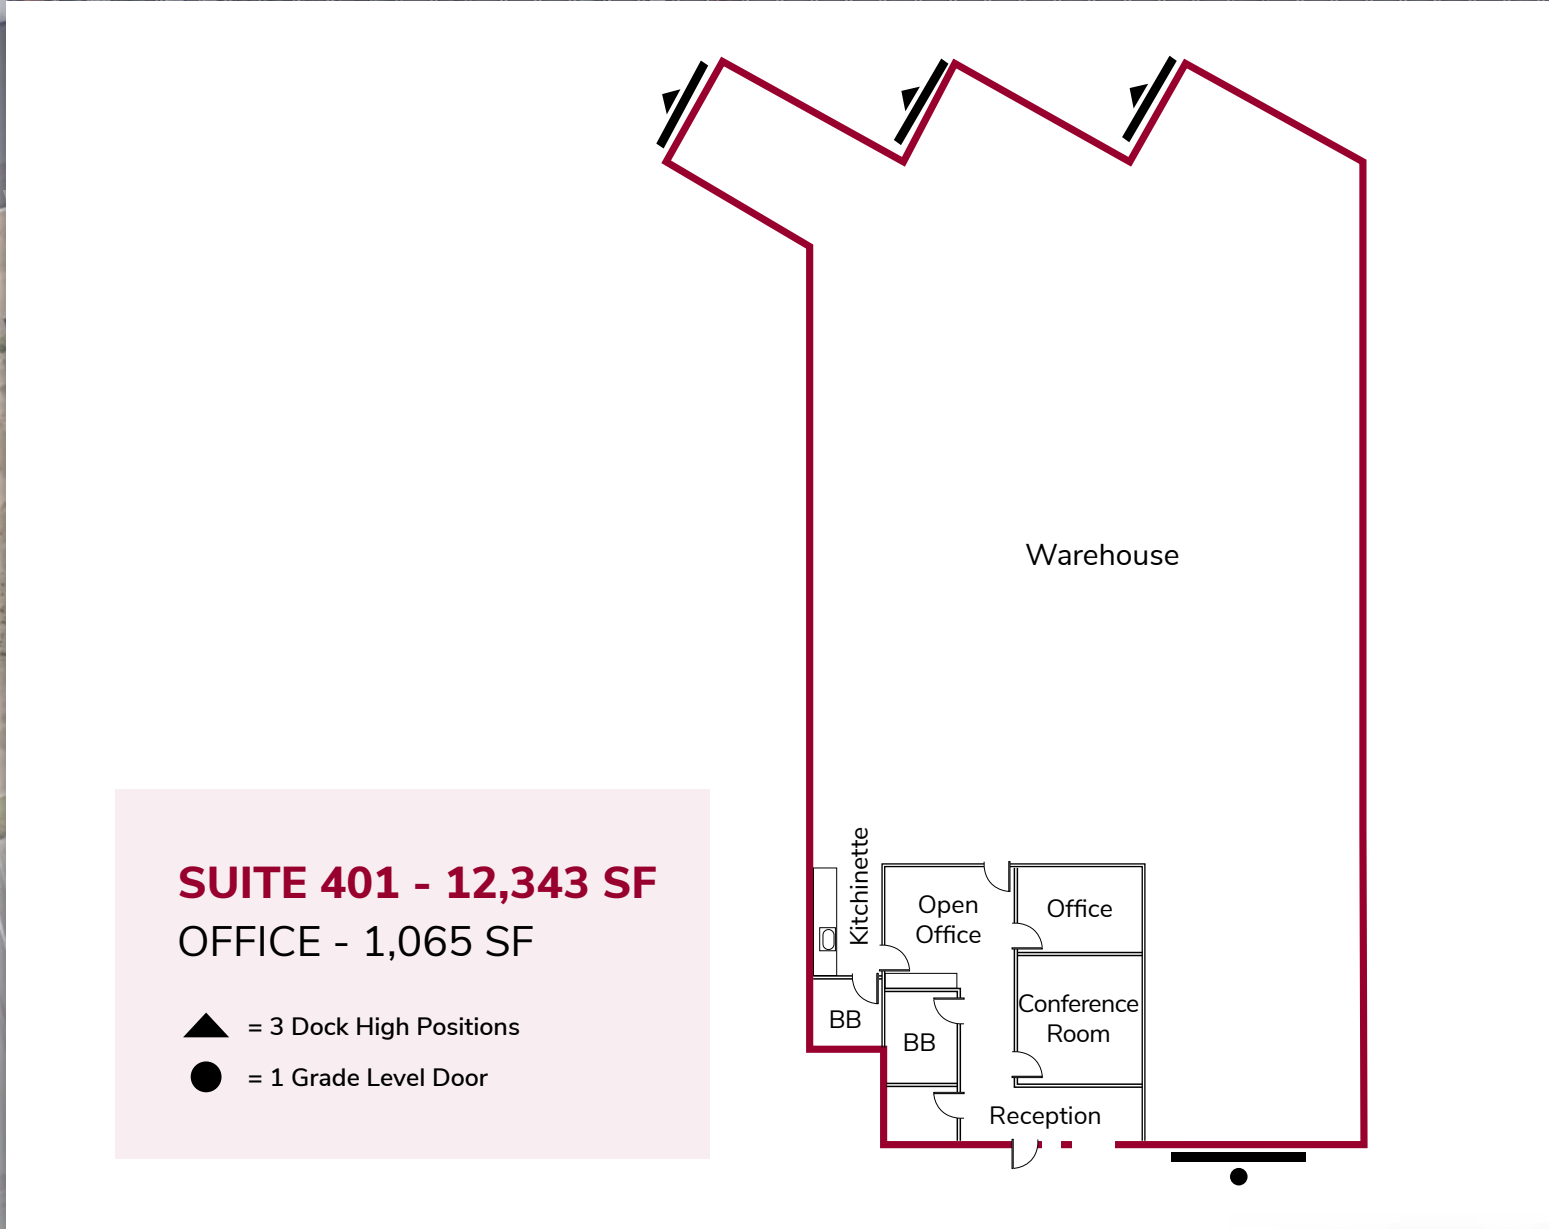 Warehouse
Kitchinette
Open
Office
Office
Conference
Room
BB
BB
Reception
SUITE 401 - 12,343 SF
OFFICE - 1,065 SF
= 3 Dock High Positions
= 1 Grade Level Door